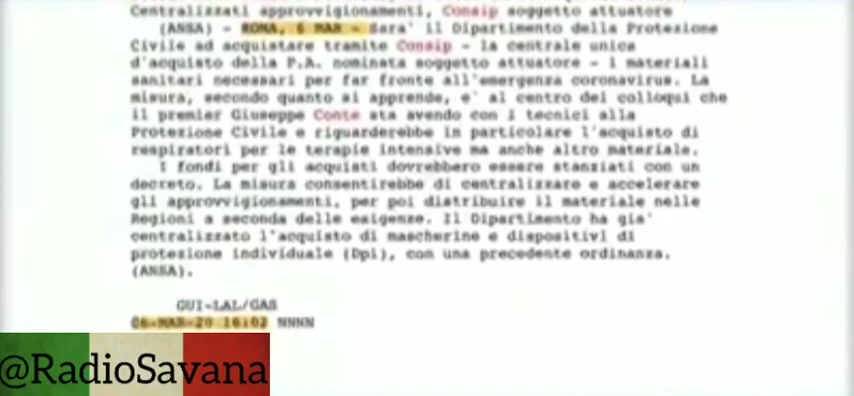 Centralizzati approvvigionamenti, Consip soggetto attuatore
(ANSA) - ROMA, 6 MAR - Sara' il Dipartimento della Protezione
Civile ad acquistare tramite Consip - la centrale unica
d'acquisto della P.A. nominata soggetto attuatore - i materiali
sanitari necessari per far fronte all'emergenza coronavirus. La
misura, secondo quanto si apprende, e' al centro dei colloqui che
il premier Giuseppe Conte sta avendo con i tecnici alla
Protezione Civile e riguarderebbe in particolare l'acquisto di
respiratori per le terapie intensive ma anche altro materiale.
I fondi per gli acquisti dovrebbero essere stanziati con un
decreto. La misura consentirebbe di centralizzare e accelerare
gli approvvigionamenti, per poi distribuire il materiale nelle
Regioni a seconda delle esigenze. Il Dipartimento ha gia'
centralizzato l'acquisto di mascherine e dispositivi di
protezione individuale (Dpi), con una precedente ordinanza.
(ANSA).
GUI-LAL/GAS
06-MAR-20 16:02 NNNN
@RadioSavana